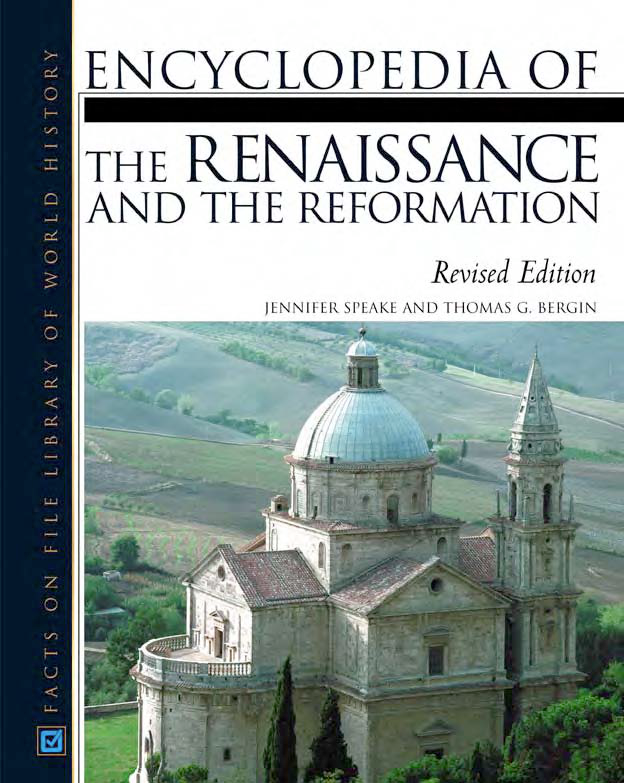 FACTS ON FILE LIBRARY OF WORLD HISTORY
ENCYCLOPEDIA OF
THE RENAISSANCE
AND THE REFORMATION
Revised Edition
JENNIFER SPEAKE AND THOMAS G. BERGIN